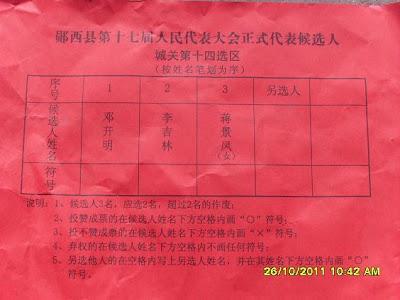 郧西县第十七届人民代表大会正式代表候选人
城关第十四选区
(按姓名笔划为序)
序号 1 2 3 另选人
候选人姓名 邓开明 李吉林 蒋景凤(女)
符号
说明:1、候选人3名,应选2名,超过2名的作废;
2、投赞成票的在候选人姓名下方空格内画“○”符号;
3、投不赞成票的在候选人姓名下方空格内画“×”符号;
4、弃权的在候选人姓名下方空格内不画任何符号;
5、另选他人的在空格内写上另选人姓名,并在其姓名下方空格内画“○”
符号。
26/10/2011 10:42 AM